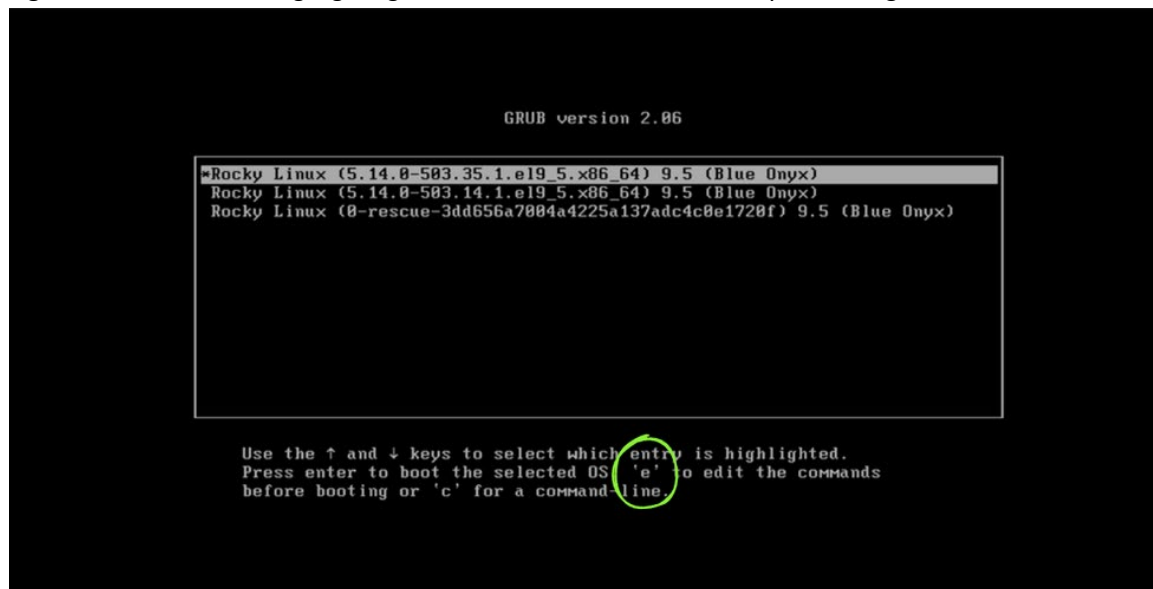 GRUB version 2.06
*Rocky Linux (5.14.0-503.35.1.el9_5.x86_64) 9.5 (Blue Onyx)
Rocky Linux (5.14.0-503.14.1.el9_5.x86_64) 9.5 (Blue Onyx)
Rocky Linux (0-rescue-3dd656a7004a4225a137adc4c0e1720f) 9.5 (Blue Onyx)
Use the ↑ and ↓ keys to select which entry is highlighted.
Press enter to boot the selected OS, 'e' to edit the commands
before booting or 'c' for a command-line.